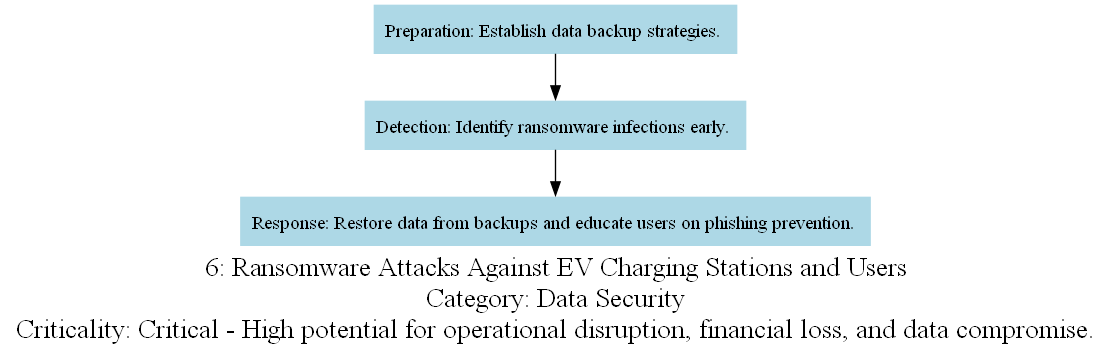 Preparation: Establish data backup strategies.
Detection: Identify ransomware infections early.
Response: Restore data from backups and educate users on phishing prevention.
6: Ransomware Attacks Against EV Charging Stations and Users
Category: Data Security
Criticality: Critical - High potential for operational disruption, financial loss, and data compromise.